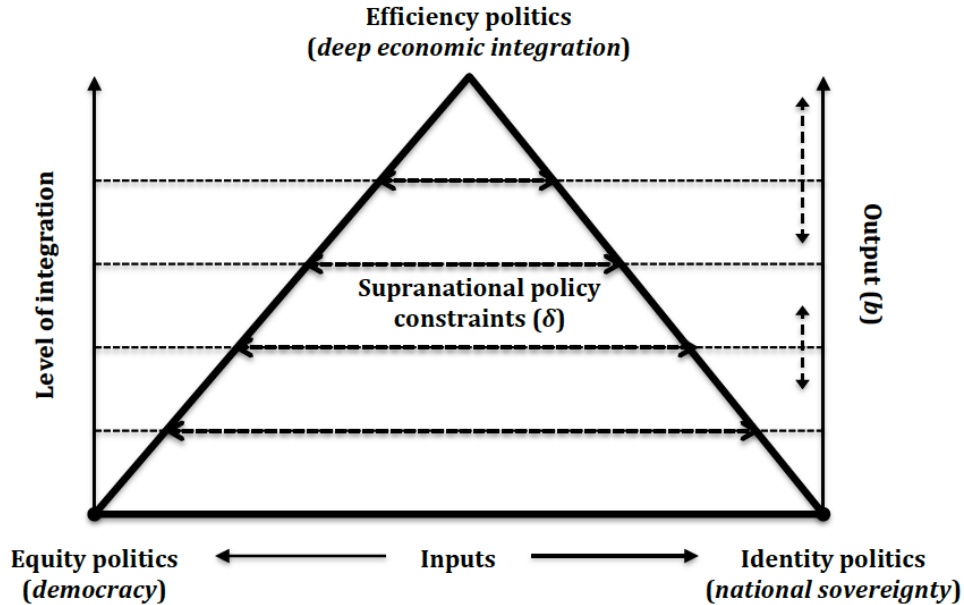 Efficiency politics
(deep economic integration)
Level of integration
Output (b)
Supranational policy
constraints (δ)
Equity politics
(democracy)
Inputs
Identity politics
(national sovereignty)